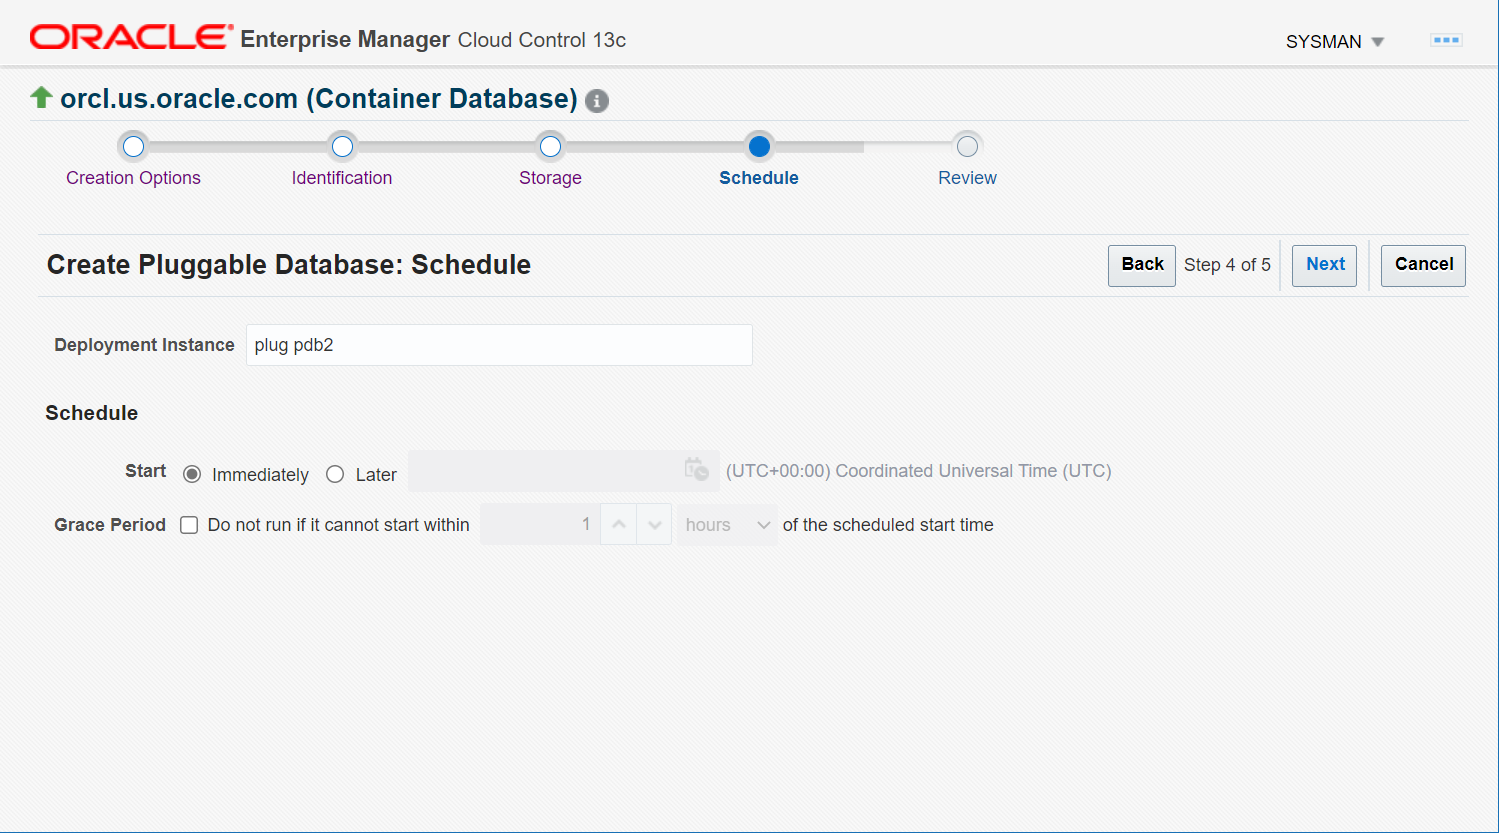 ORACLE® Enterprise Manager Cloud Control 13c
SYSMAN
orcl.us.oracle.com (Container Database) i
Creation Options
Identification
Storage
Schedule
Review
Create Pluggable Database: Schedule
Back Step 4 of 5 Next Cancel
Deployment Instance plug pdb2
Schedule
Start Immediately Later (UTC+00:00) Coordinated Universal Time (UTC)
Grace Period Do not run if it cannot start within 1 hours of the scheduled start time